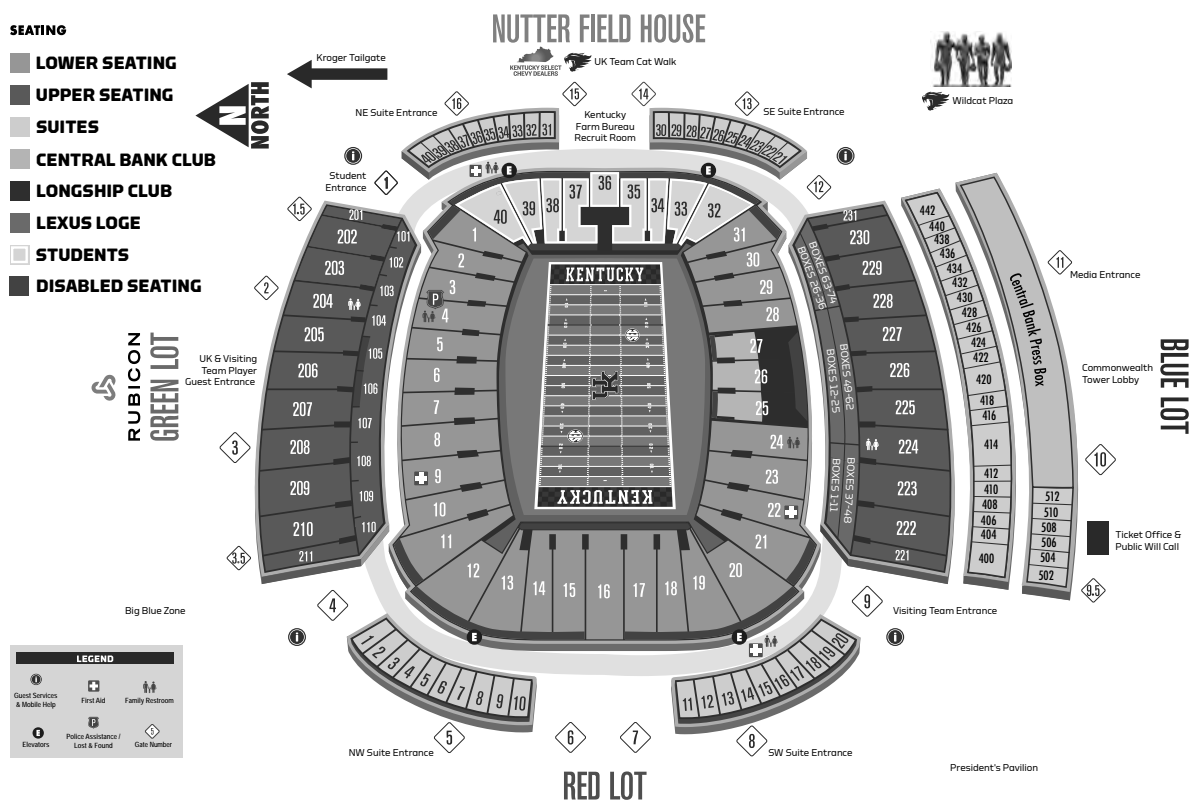 NUTTER FIELD HOUSE
KENTUCKY SELECT
CHEVY DEALERS
UK Team Cat Walk
SEATING
LOWER SEATING
UPPER SEATING
SUITES
CENTRAL BANK CLUB
LONGSHIP CLUB
LEXUS LOGE
STUDENTS
DISABLED SEATING
Kroger Tailgate
N
NORTH
Wildcat Plaza
NE Suite Entrance
16
15
14
13
SE Suite Entrance
Kentucky
Farm Bureau
Recruit Room
40 39 38 37 36 35 34 33 32 31
30 29 28 27 26 25 24 23 22 21
i
i
Student
Entrance
1
1.5
12
E
E
40 39 38 37 36 35 34 33 32
201
202
203
204
205
206
207
208
209
210
211
101
102
103
104
105
106
107
108
109
110
1
2
3
P
4
5
6
7
8
9
10
11
12 13 14 15 16 17 18 19 20
31
30
29
28
27
26
25
24
23
22
21
KENTUCKY
UK
KENTUCKY
BOXES 63-74
BOXES 26-36
BOXES 49-62
BOXES 12-25
BOXES 37-48
BOXES 1-11
231
230
229
228
227
226
225
224
223
222
221
442
440
438
436
434
432
430
428
426
424
422
420
418
416
414
412
410
408
406
404
400
Central Bank Press Box
512
510
508
506
504
502
11
Media Entrance
Commonwealth
Tower Lobby
BLUE LOT
10
Ticket Office &
Public Will Call
9.5
2
RUBICON
GREEN LOT
UK & Visiting
Team Player
Guest Entrance
3
3.5
Big Blue Zone
4
9
Visiting Team Entrance
i
i
E
E
1 2 3 4 5 6 7 8 9 10
11 12 13 14 15 16 17 18 19 20
NW Suite Entrance
5
6
7
8
SW Suite Entrance
RED LOT
President's Pavilion
LEGEND
i
Guest Services
& Mobile Help
First Aid
Family Restroom
E
Elevators
P
Police Assistance /
Lost & Found
5
Gate Number